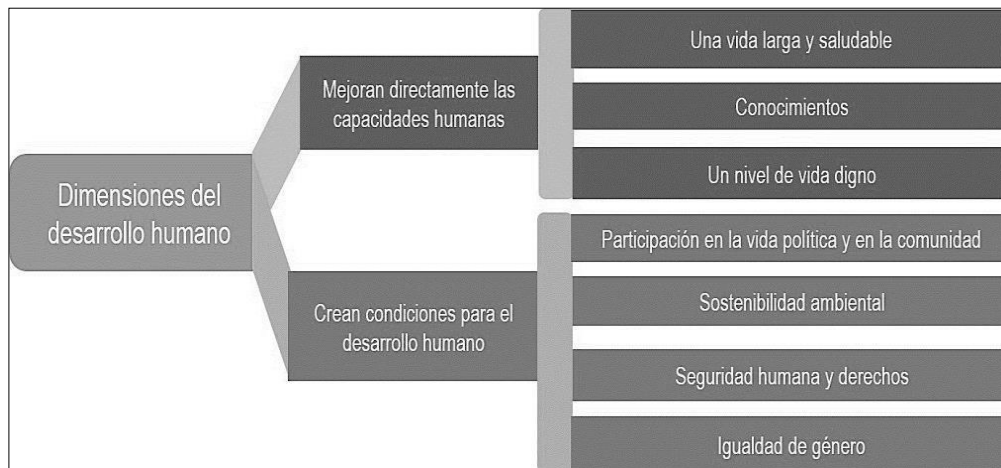 Dimensiones del
desarrollo humano
Mejoran directamente las
capacidades humanas
Una vida larga y saludable
Conocimientos
Un nivel de vida digno
Crean condiciones para el
desarrollo humano
Participación en la vida política y en la comunidad
Sostenibilidad ambiental
Seguridad humana y derechos
Igualdad de género